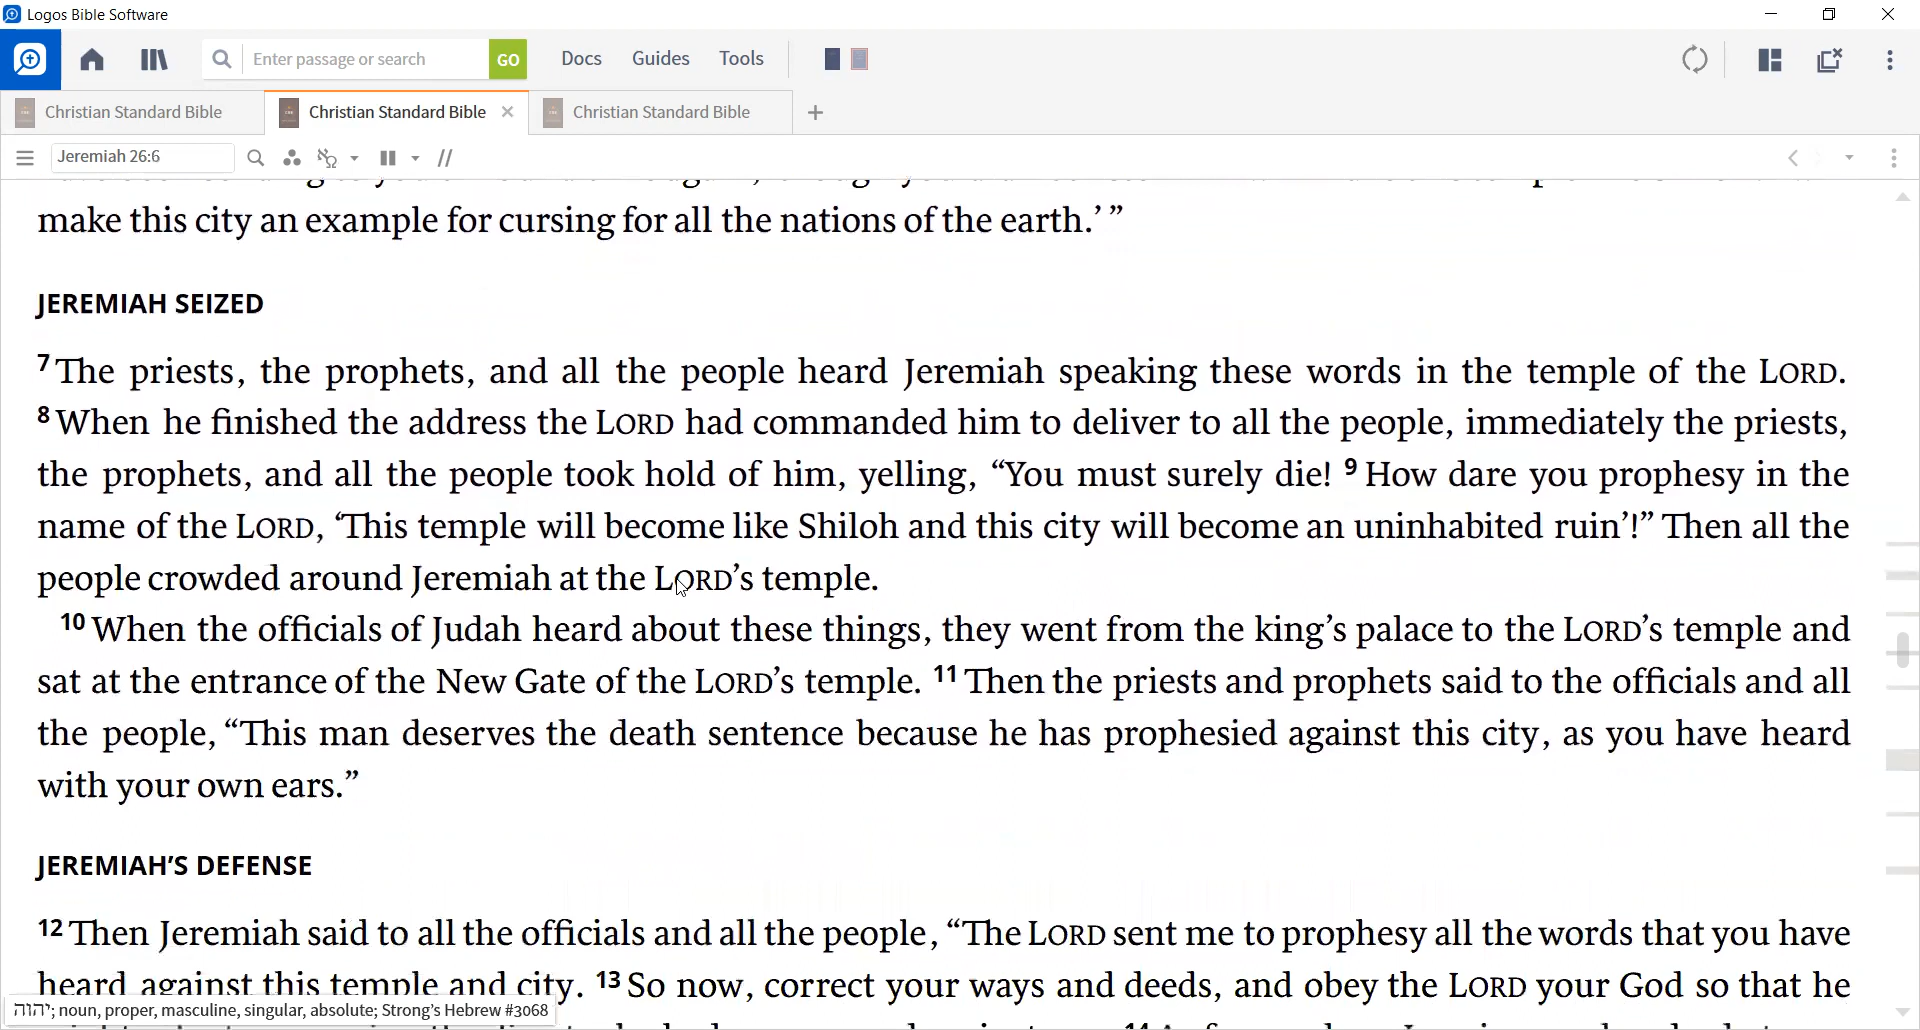 Logos Bible Software
Enter passage or search GO Docs Guides Tools
Christian Standard Bible Christian Standard Bible Christian Standard Bible
Jeremiah 26:6
make this city an example for cursing for all the nations of the earth.’ ”
JEREMIAH SEIZED
7 The priests, the prophets, and all the people heard Jeremiah speaking these words in the temple of the LORD.
8 When he finished the address the LORD had commanded him to deliver to all the people, immediately the priests,
the prophets, and all the people took hold of him, yelling, “You must surely die! 9 How dare you prophesy in the
name of the LORD, ‘This temple will become like Shiloh and this city will become an uninhabited ruin’!” Then all the
people crowded around Jeremiah at the LORD’s temple.
10 When the officials of Judah heard about these things, they went from the king’s palace to the LORD’s temple and
sat at the entrance of the New Gate of the LORD’s temple. 11 Then the priests and prophets said to the officials and all
the people, “This man deserves the death sentence because he has prophesied against this city, as you have heard
with your own ears.”
JEREMIAH’S DEFENSE
12 Then Jeremiah said to all the officials and all the people, “The LORD sent me to prophesy all the words that you have
heard against this temple and city. 13 So now, correct your ways and deeds, and obey the LORD your God so that he
יהוה; noun, proper, masculine, singular, absolute; Strong’s Hebrew #3068